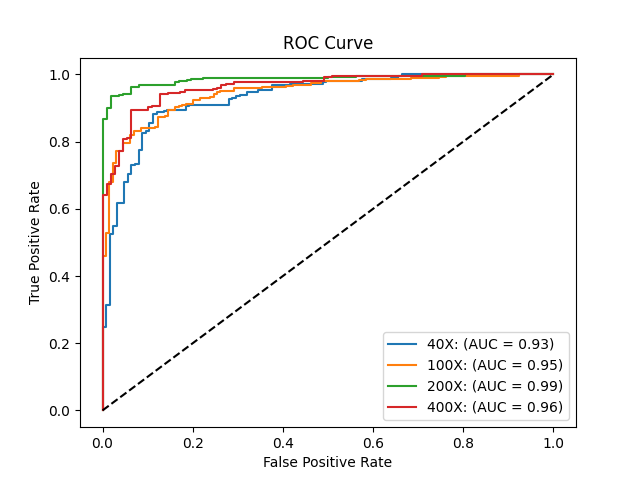 ROC Curve
1.0
0.8
0.6
0.4
0.2
0.0
True Positive Rate
0.0 0.2 0.4 0.6 0.8 1.0
False Positive Rate
40X: (AUC = 0.93)
100X: (AUC = 0.95)
200X: (AUC = 0.99)
400X: (AUC = 0.96)